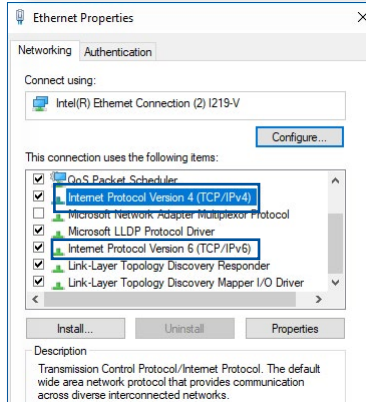 Ethernet Properties
Networking Authentication
Connect using:
Intel(R) Ethernet Connection (2) I219-V
Configure...
This connection uses the following items:
QoS Packet Scheduler
Internet Protocol Version 4 (TCP/IPv4)
Microsoft Network Adapter Multiplexor Protocol
Microsoft LLDP Protocol Driver
Internet Protocol Version 6 (TCP/IPv6)
Link-Layer Topology Discovery Responder
Link-Layer Topology Discovery Mapper I/O Driver
Install... Uninstall Properties
Description
Transmission Control Protocol/Internet Protocol. The default
wide area network protocol that provides communication
across diverse interconnected networks.